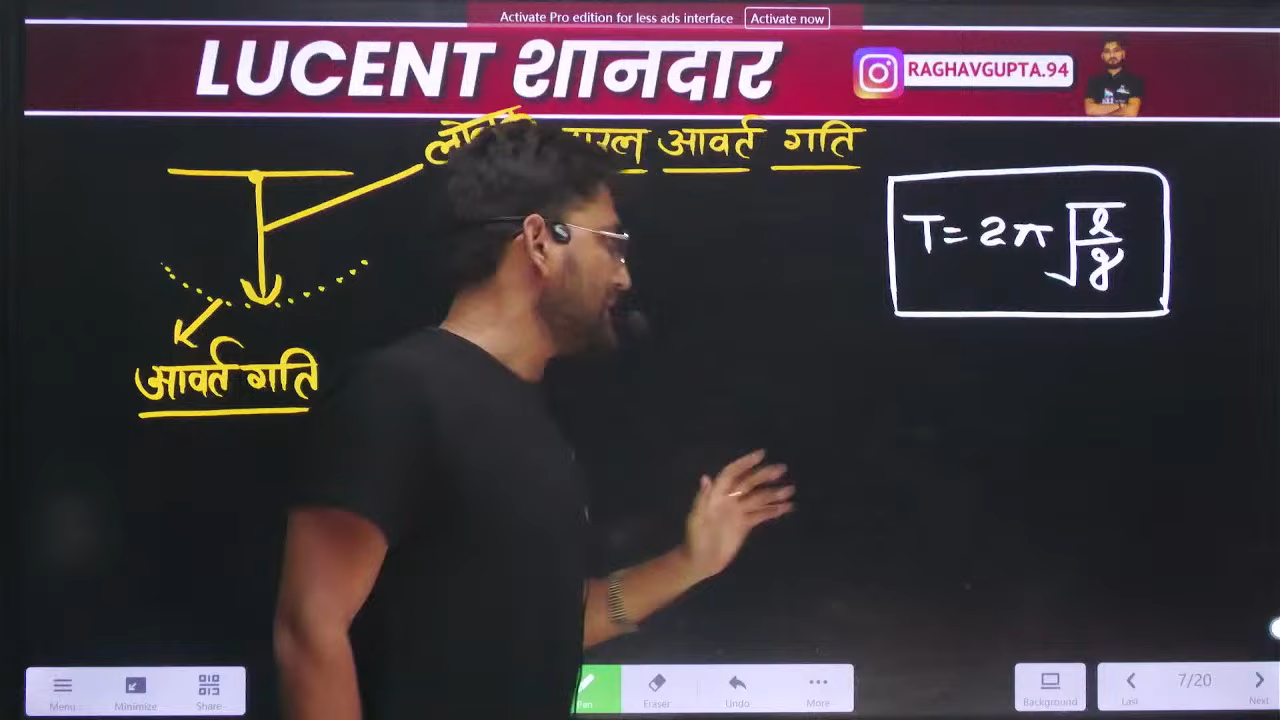 Activate Pro edition for less ads interface Activate now
LUCENT शानदार
RAGHAVGUPTA.94
आवर्त गति
T = 2π √l/g
आवर्त गति
Menu Minimize Share Pen Eraser Undo More Background Last 7/20 Next